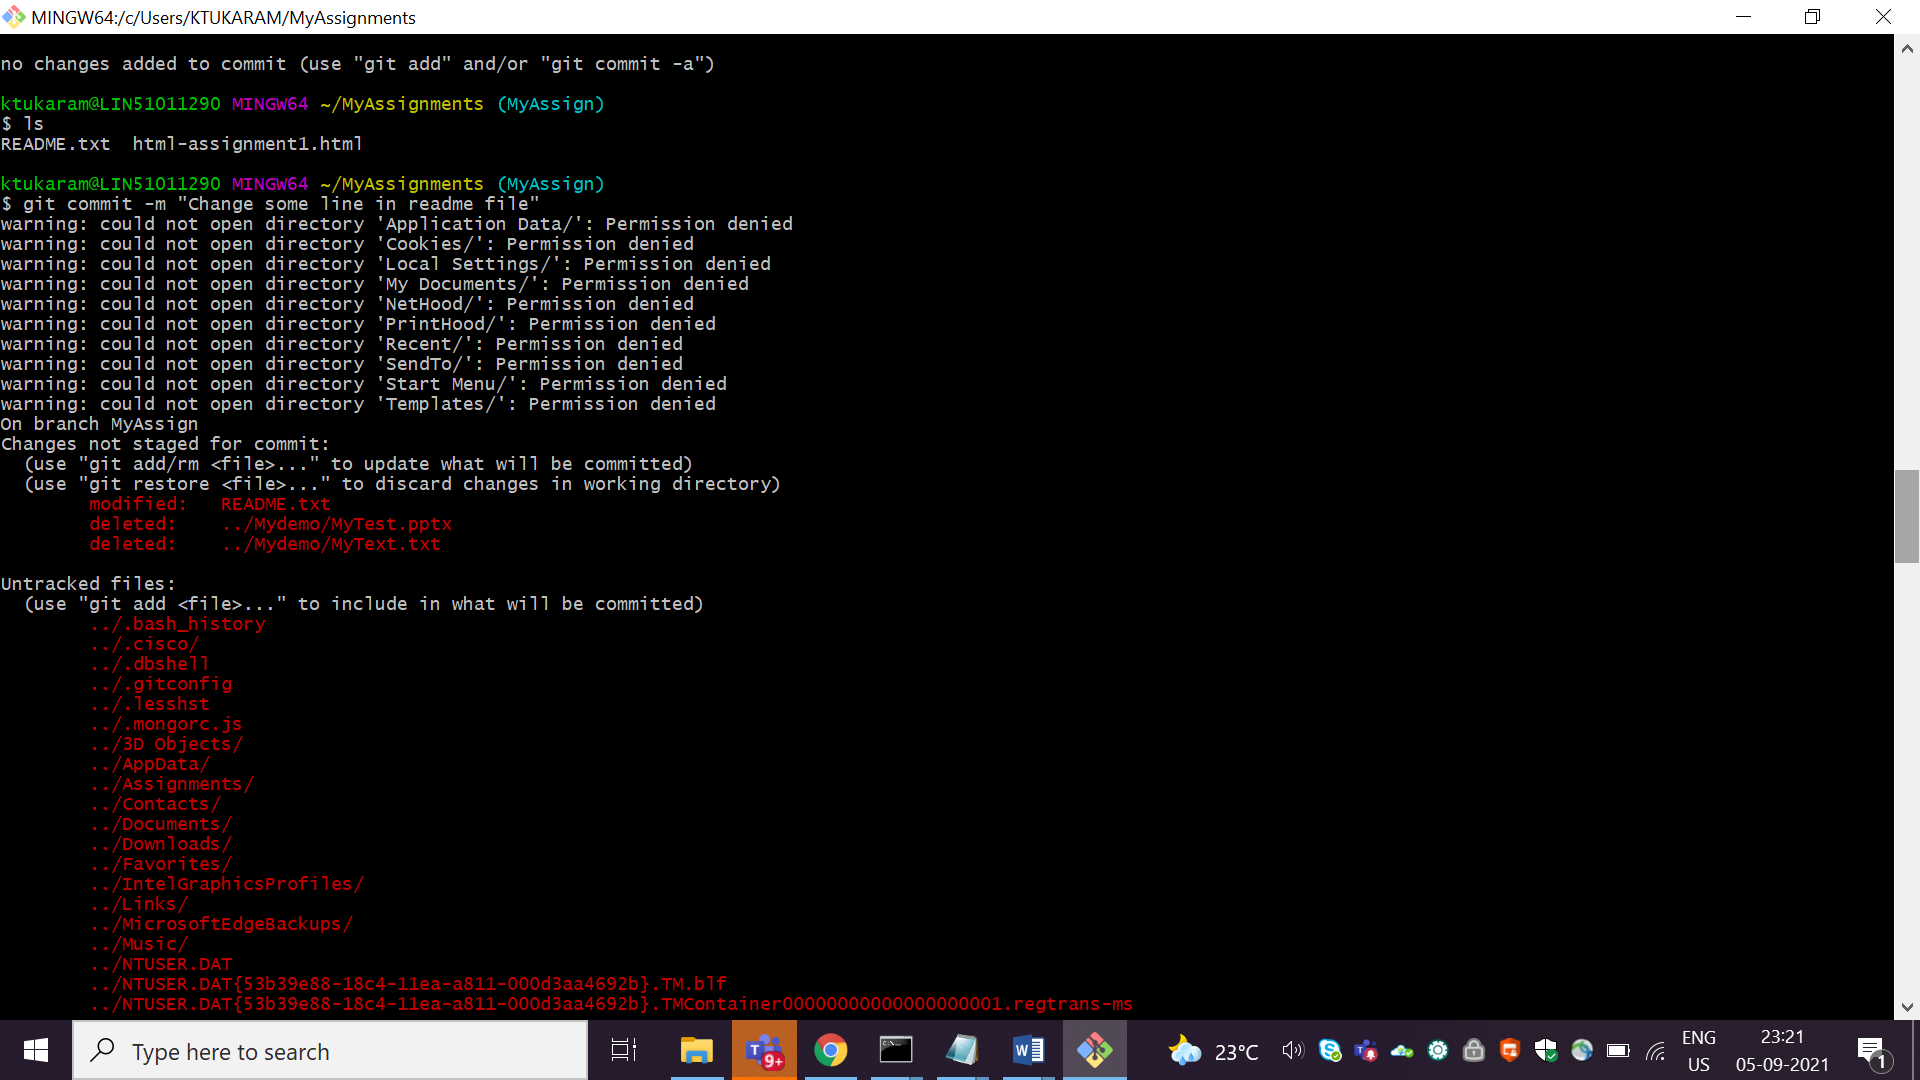 MINGW64:/c/Users/KTUKARAM/MyAssignments
no changes added to commit (use "git add" and/or "git commit -a")
ktukaram@LIN51011290 MINGW64 ~/MyAssignments (MyAssign)
$ ls
README.txt  html-assignment1.html
ktukaram@LIN51011290 MINGW64 ~/MyAssignments (MyAssign)
$ git commit -m "Change some line in readme file"
warning: could not open directory 'Application Data/': Permission denied
warning: could not open directory 'Cookies/': Permission denied
warning: could not open directory 'Local Settings/': Permission denied
warning: could not open directory 'My Documents/': Permission denied
warning: could not open directory 'NetHood/': Permission denied
warning: could not open directory 'PrintHood/': Permission denied
warning: could not open directory 'Recent/': Permission denied
warning: could not open directory 'SendTo/': Permission denied
warning: could not open directory 'Start Menu/': Permission denied
warning: could not open directory 'Templates/': Permission denied
On branch MyAssign
Changes not staged for commit:
  (use "git add/rm <file>..." to update what will be committed)
  (use "git restore <file>..." to discard changes in working directory)
        modified:   README.txt
        deleted:    ../Mydemo/MyTest.pptx
        deleted:    ../Mydemo/MyText.txt
Untracked files:
  (use "git add <file>..." to include in what will be committed)
        ../.bash_history
        ../.cisco/
        ../.dbshell
        ../.gitconfig
        ../.lesshst
        ../.mongorc.js
        ../3D Objects/
        ../AppData/
        ../Assignments/
        ../Contacts/
        ../Documents/
        ../Downloads/
        ../Favorites/
        ../IntelGraphicsProfiles/
        ../Links/
        ../MicrosoftEdgeBackups/
        ../Music/
        ../NTUSER.DAT
        ../NTUSER.DAT{53b39e88-18c4-11ea-a811-000d3aa4692b}.TM.blf
        ../NTUSER.DAT{53b39e88-18c4-11ea-a811-000d3aa4692b}.TMContainer00000000000000000001.regtrans-ms
Type here to search
9+
23°C
ENG
US
23:21
05-09-2021
1